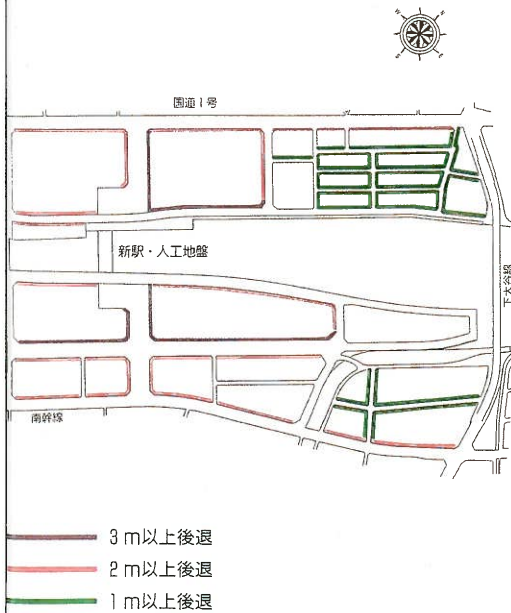 国道1号
新駅・人工地盤
下大谷線
南幹線
3m以上後退
2m以上後退
1m以上後退